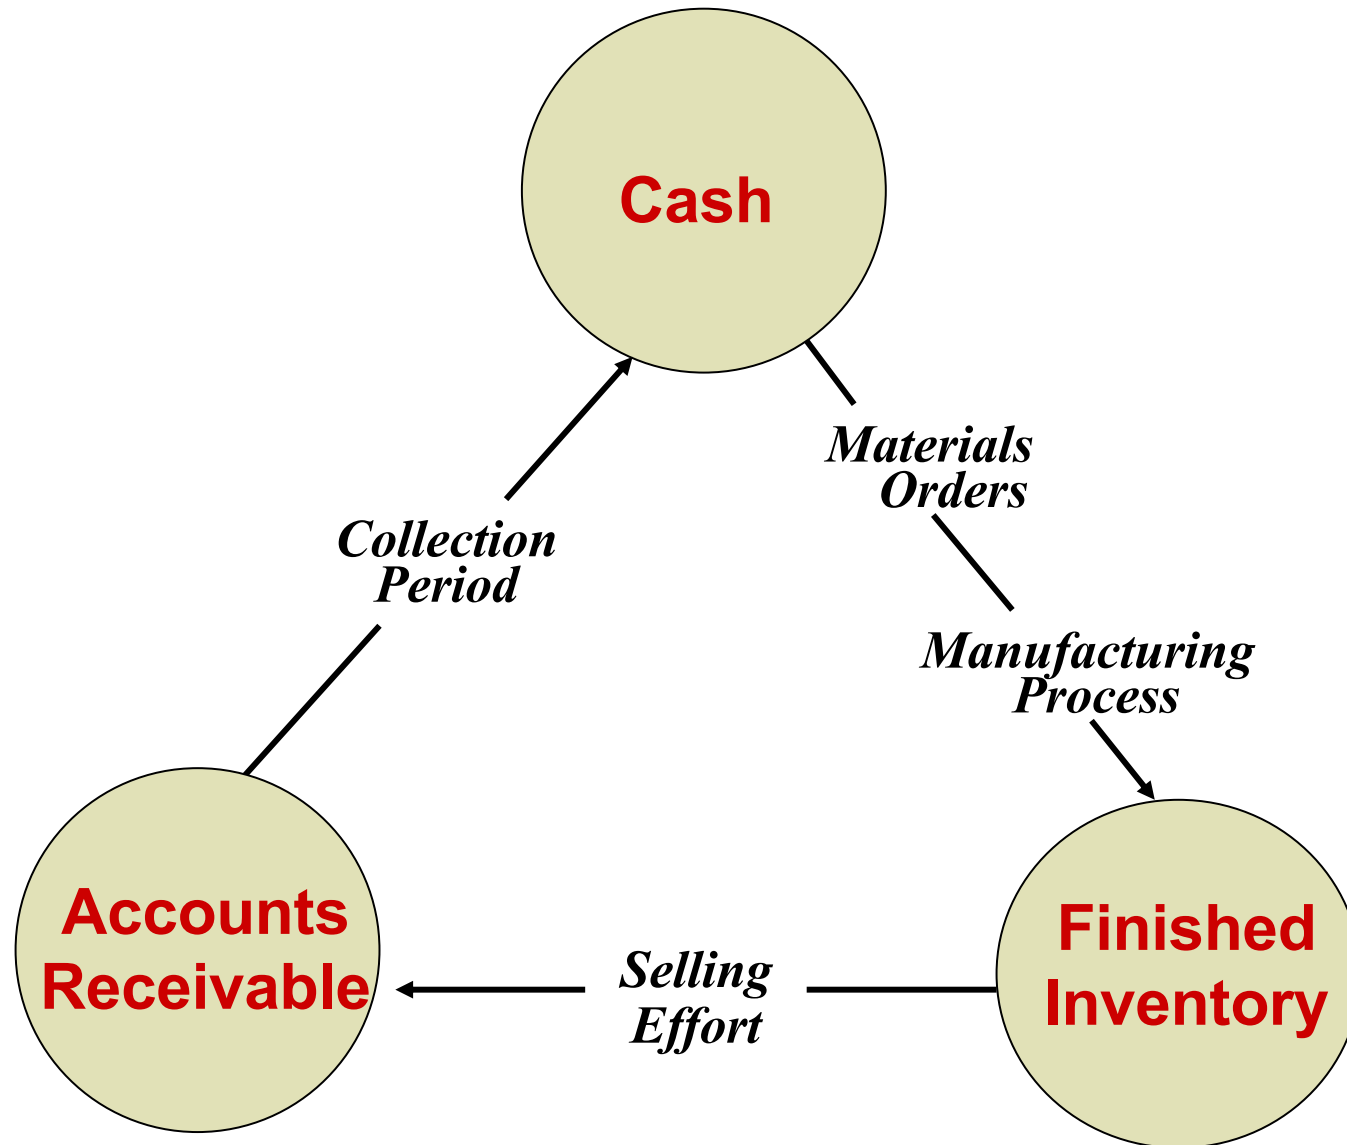 Cash
Materials
Orders
Collection
Period
Manufacturing
Process
Accounts
Receivable
Selling
Effort
Finished
Inventory